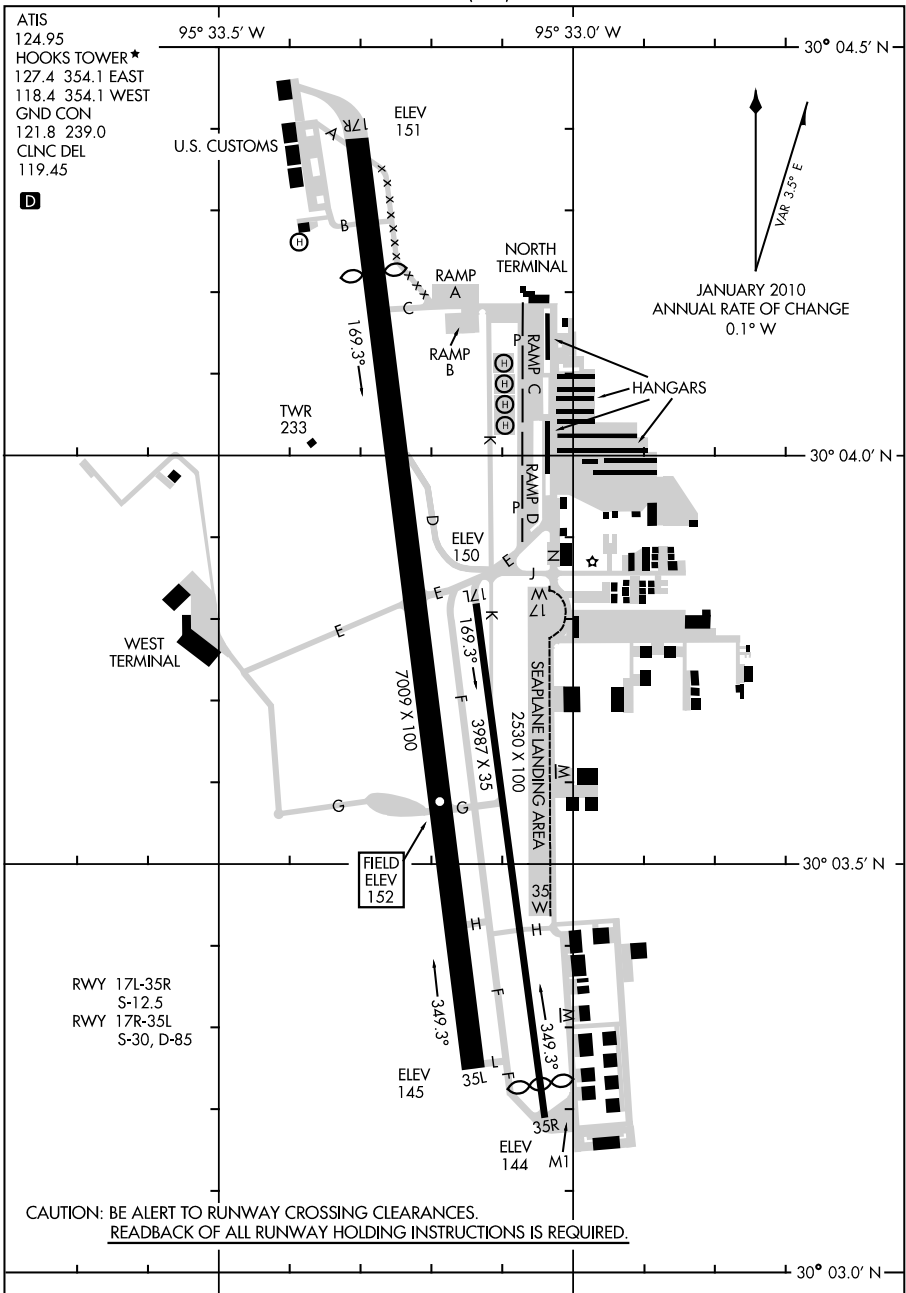 ATIS
124.95
HOOKS TOWER★
127.4 354.1 EAST
118.4 354.1 WEST
GND CON
121.8 239.0
CLNC DEL
119.45
D
95° 33.5' W
95° 33.0' W
30° 04.5' N
U.S. CUSTOMS
A
17R
ELEV
151
VAR 3.5° E
JANUARY 2010
ANNUAL RATE OF CHANGE
0.1° W
B
H
NORTH
TERMINAL
RAMP
A
C
RAMP
B
169.3°
P
RAMP C
H
H
H
H
HANGARS
TWR
233
K
30° 04.0' N
RAMP D
P
D
ELEV
150
E
N
J
E
17L
K
W
17
E
WEST
TERMINAL
169.3°
7009 X 100
F
3987 X 35
2530 X 100
SEAPLANE LANDING AREA
M
G
G
FIELD
ELEV
152
30° 03.5' N
35
W
H
H
RWY 17L-35R
S-12.5
RWY 17R-35L
S-30, D-85
349.3°
F
349.3°
M
ELEV
145
35L
L
F
35R
ELEV
144
M1
CAUTION: BE ALERT TO RUNWAY CROSSING CLEARANCES.
READBACK OF ALL RUNWAY HOLDING INSTRUCTIONS IS REQUIRED.
30° 03.0' N